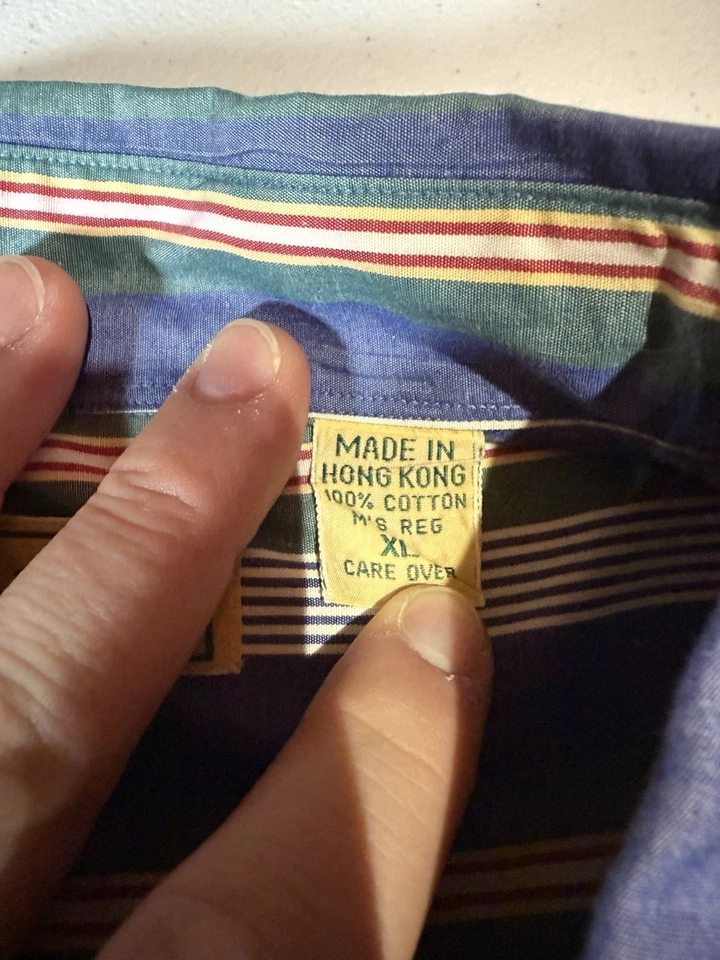 MADE IN
HONG KONG
100% COTTON
M'S REG
XL
CARE OVER